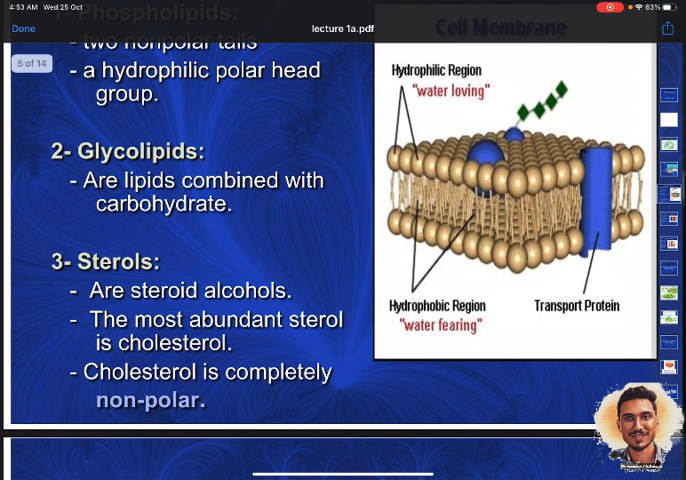 4:53 AM Wed 25 Oct
63%
Done
lecture 1a.pdf
1- Phospholipids:
- two nonpolar tails
5 of 14
- a hydrophilic polar head
group.
2- Glycolipids:
- Are lipids combined with
carbohydrate.
3- Sterols:
- Are steroid alcohols.
- The most abundant sterol
is cholesterol.
- Cholesterol is completely
non-polar.
Cell Membrane
Hydrophilic Region
"water loving"
Hydrophobic Region
"water fearing"
Transport Protein